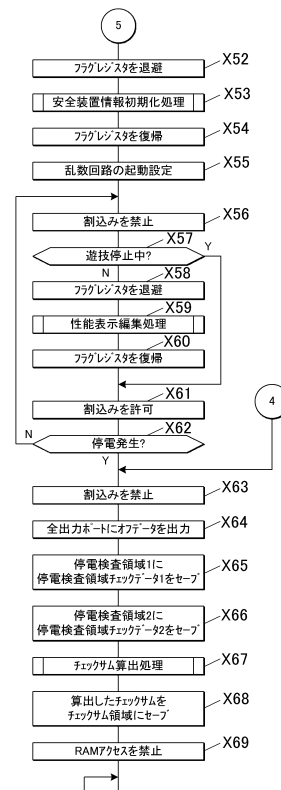 5
フラグレジスタを退避 X52
安全装置情報初期化処理 X53
フラグレジスタを復帰 X54
乱数回路の起動設定 X55
割込みを禁止 X56
遊技停止中? X57
Y
N
フラグレジスタを退避 X58
性能表示編集処理 X59
フラグレジスタを復帰 X60
割込みを許可 X61
停電発生? X62
N
Y
4
割込みを禁止 X63
全出力ポートにオフデータを出力 X64
停電検査領域1に
停電検査領域チェックデータ1をセーブ X65
停電検査領域2に
停電検査領域チェックデータ2をセーブ X66
チェックサム算出処理 X67
算出したチェックサムを
チェックサム領域にセーブ X68
RAMアクセスを禁止 X69